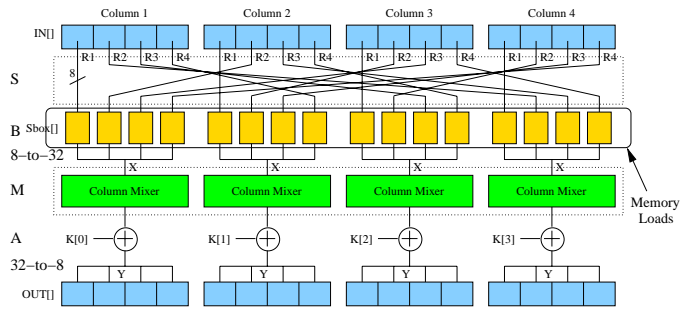 Column 1 Column 2 Column 3 Column 4
IN[]
R1 R2 R3 R4 R1 R2 R3 R4 R1 R2 R3 R4 R1 R2 R3 R4
8
S
B Sbox[]
8-to-32
X X X X
M Column Mixer Column Mixer Column Mixer Column Mixer
Memory
Loads
A K[0] K[1] K[2] K[3]
32-to-8
Y Y Y Y
OUT[]